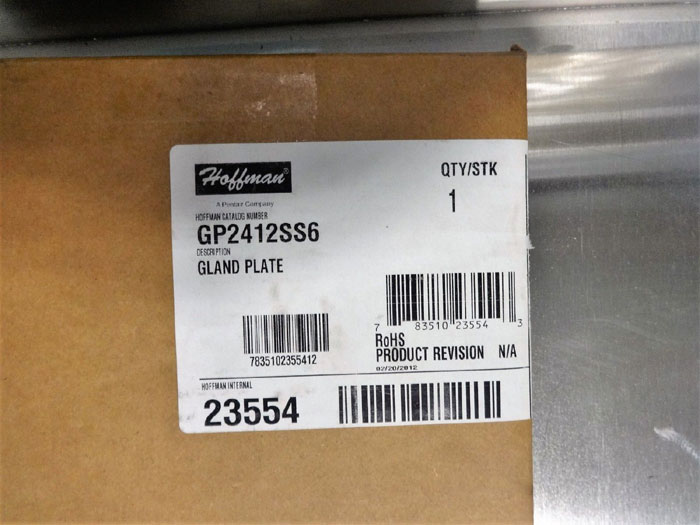 Hoffman®
A Pentair Company
QTY/STK
1
HOFFMAN CATALOG NUMBER
GP2412SS6
DESCRIPTION
GLAND PLATE
7835102355412
7 83510 23554 3
RoHS
PRODUCT REVISION N/A
02/20/2012
HOFFMAN INTERNAL
23554